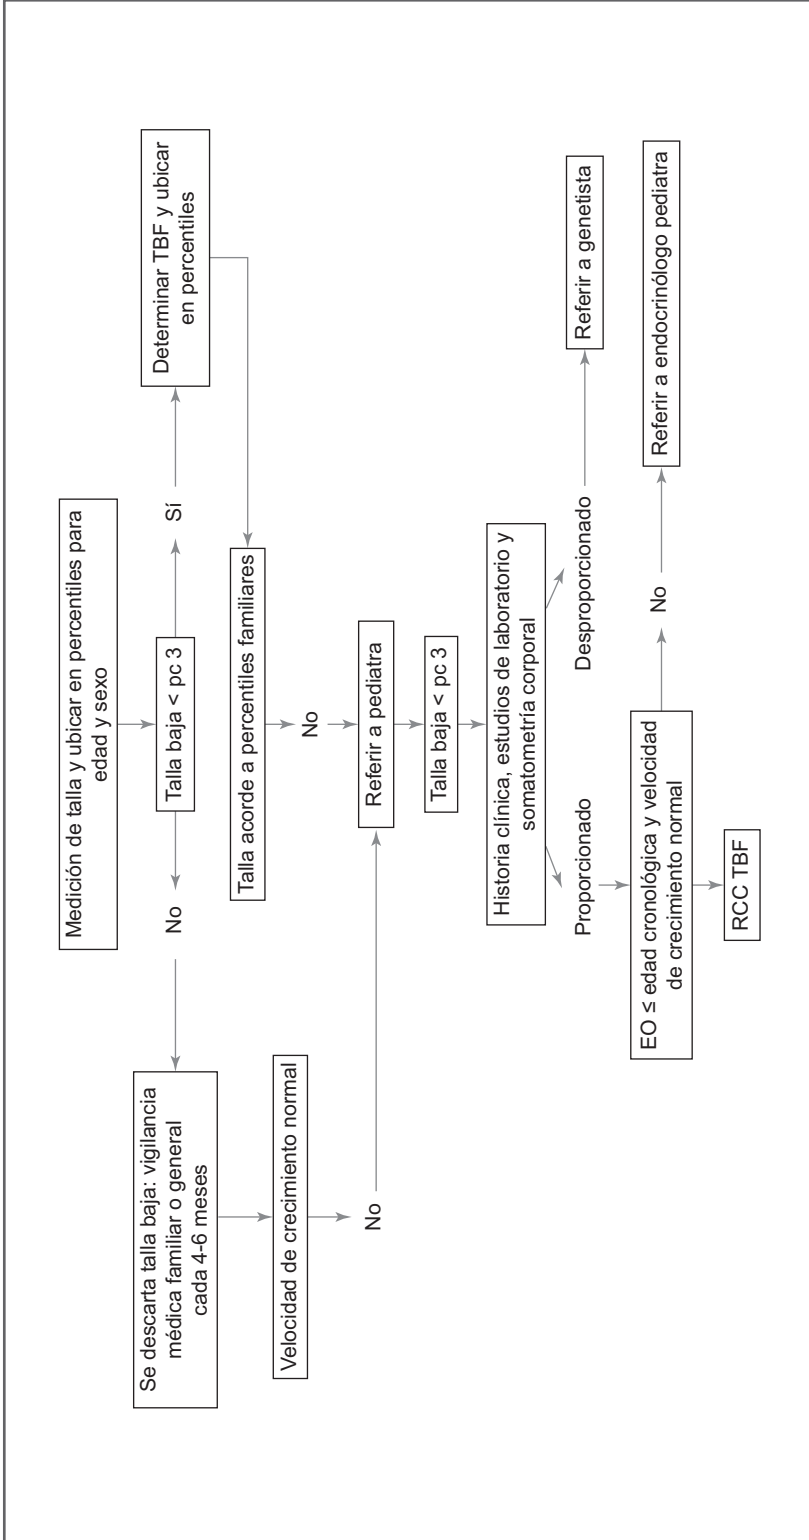 Medición de talla y ubicar en percentiles para
edad y sexo
Talla baja < pc 3
No
Sí
Se descarta talla baja: vigilancia
médica familiar o general
cada 4-6 meses
Determinar TBF y ubicar
en percentiles
Velocidad de crecimiento normal
Talla acorde a percentiles familiares
No
No
Referir a pediatra
Talla baja < pc 3
Historia clínica, estudios de laboratorio y
somatometría corporal
Proporcionado
Desproporcionado
Referir a genetista
EO ≤ edad cronológica y velocidad
de crecimiento normal
No
Referir a endocrinólogo pediatra
RCC TBF